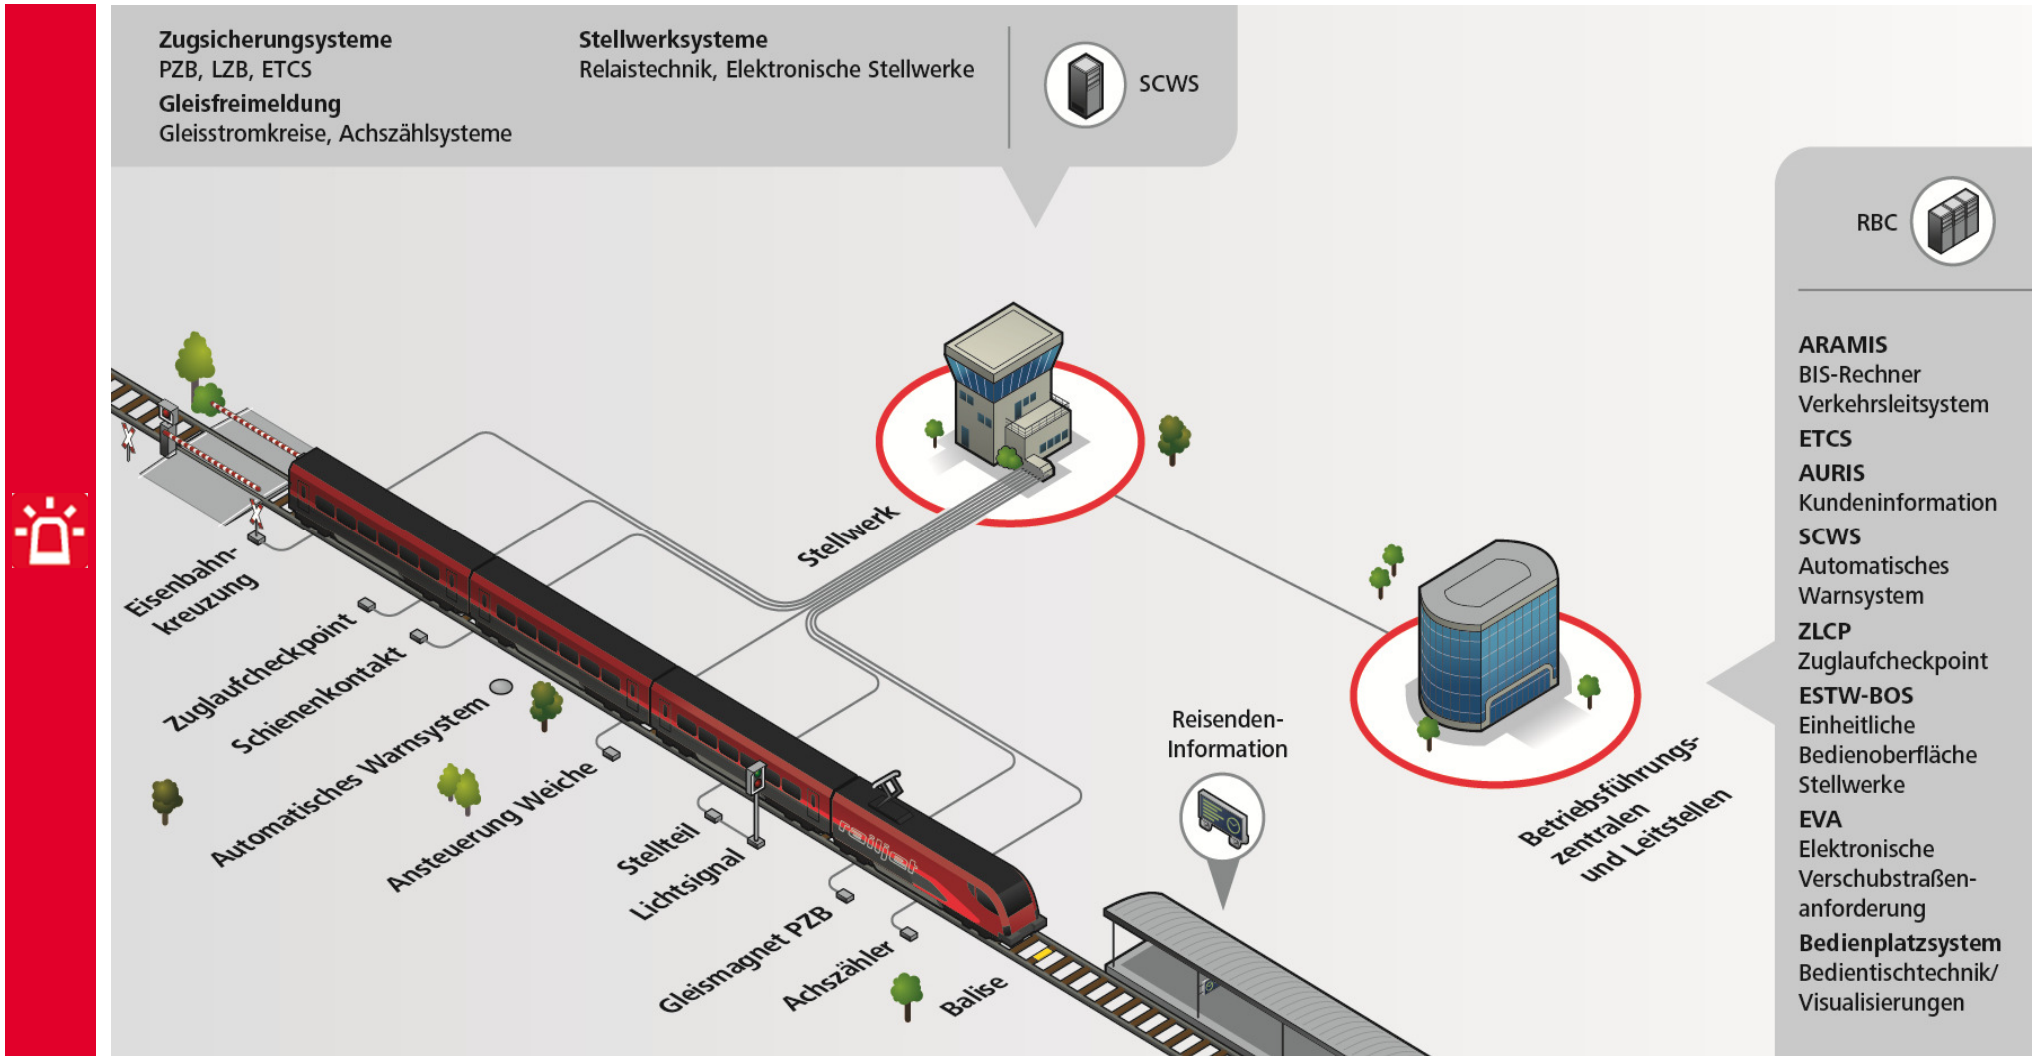 Zugsicherungsysteme
PZB, LZB, ETCS
Gleisfreimeldung
Gleisstromkreise, Achszählsysteme
Stellwerksysteme
Relaistechnik, Elektronische Stellwerke
SCWS
RBC
ARAMIS
BIS-Rechner
Verkehrsleitsystem
ETCS
AURIS
Kundeninformation
SCWS
Automatisches
Warnsystem
ZLCP
Zuglaufcheckpoint
ESTW-BOS
Einheitliche
Bedienoberfläche
Stellwerke
EVA
Elektronische
Verschubstraßen-
anforderung
Bedienplatzsystem
Bedientischtechnik/
Visualisierungen
Stellwerk
Eisenbahn-
kreuzung
Zuglaufcheckpoint
Schienenkontakt
Automatisches Warnsystem
Ansteuerung Weiche
Stellteil
Lichtsignal
Gleismagnet PZB
Achszähler
Balise
railjet
Reisenden-
Information
Betriebsführungs-
zentralen
und Leitstellen